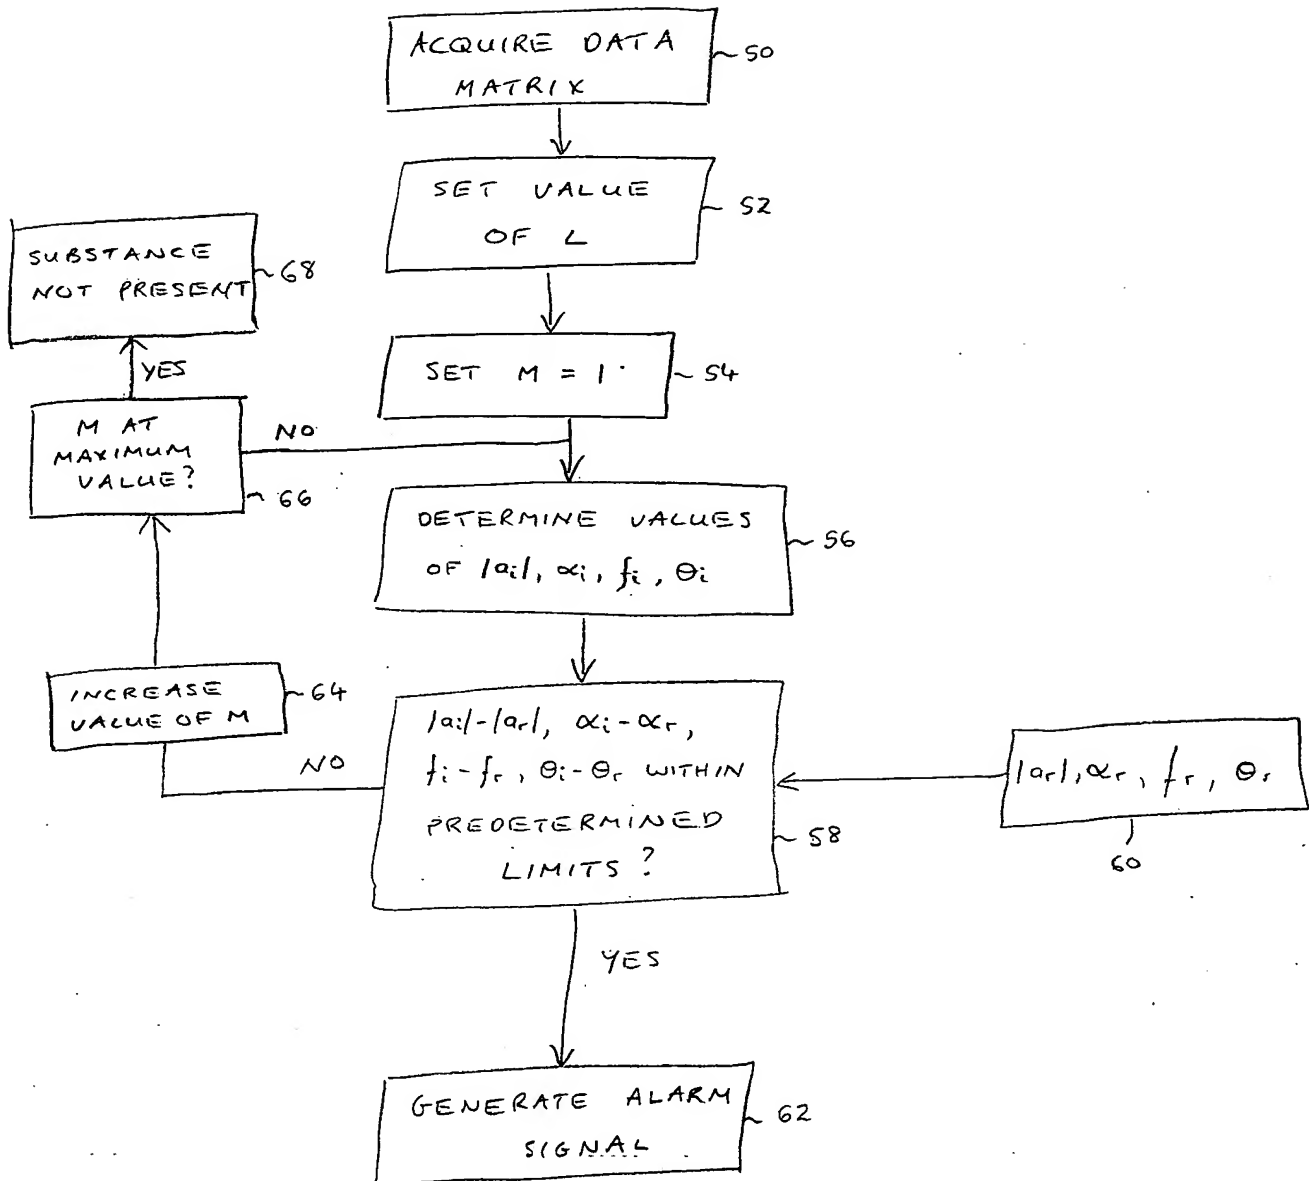 ACQUIRE DATA
MATRIX
50
SET VALUE
OF L
52
SUBSTANCE
NOT PRESENT
68
YES
SET M = 1
54
M AT
MAXIMUM
VALUE?
66
NO
DETERMINE VALUES
OF |ai|, αi, fi, θi
56
INCREASE
VALUE OF M
64
NO
|ai|-|ar|, αi-αr,
fi-fr, θi-θr WITHIN
PREDETERMINED
LIMITS?
58
|ar|, αr, fr, θr
60
YES
GENERATE ALARM
SIGNAL
62